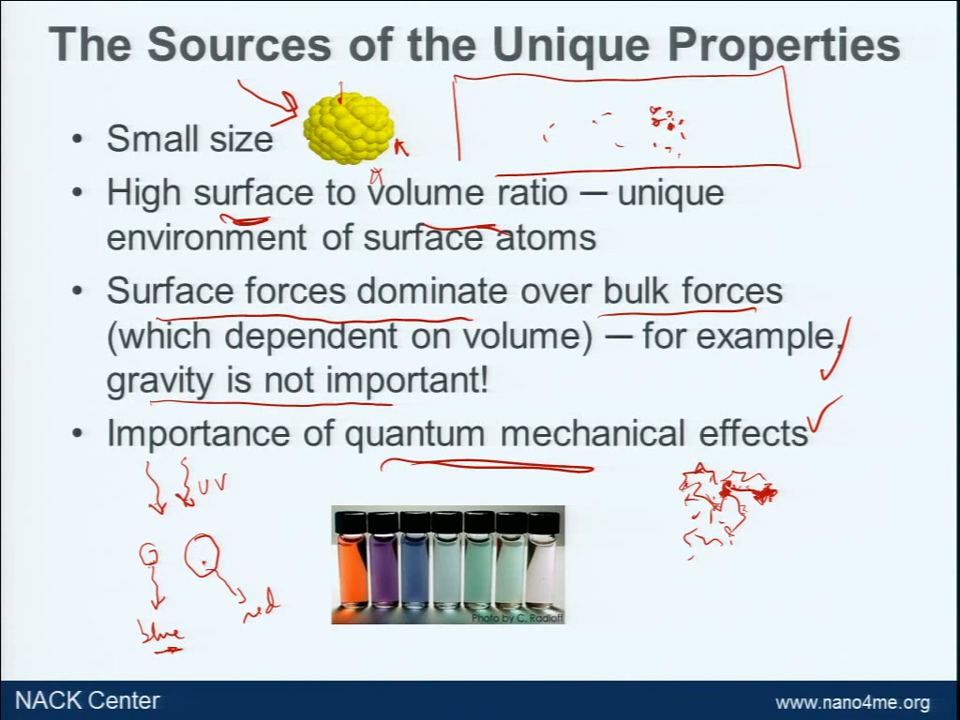 The Sources of the Unique Properties
• Small size
• High surface to volume ratio — unique
environment of surface atoms
• Surface forces dominate over bulk forces
(which dependent on volume) — for example,
gravity is not important!
• Importance of quantum mechanical effects
UV
blue
red
Photo by C. Radloff
NACK Center
www.nano4me.org